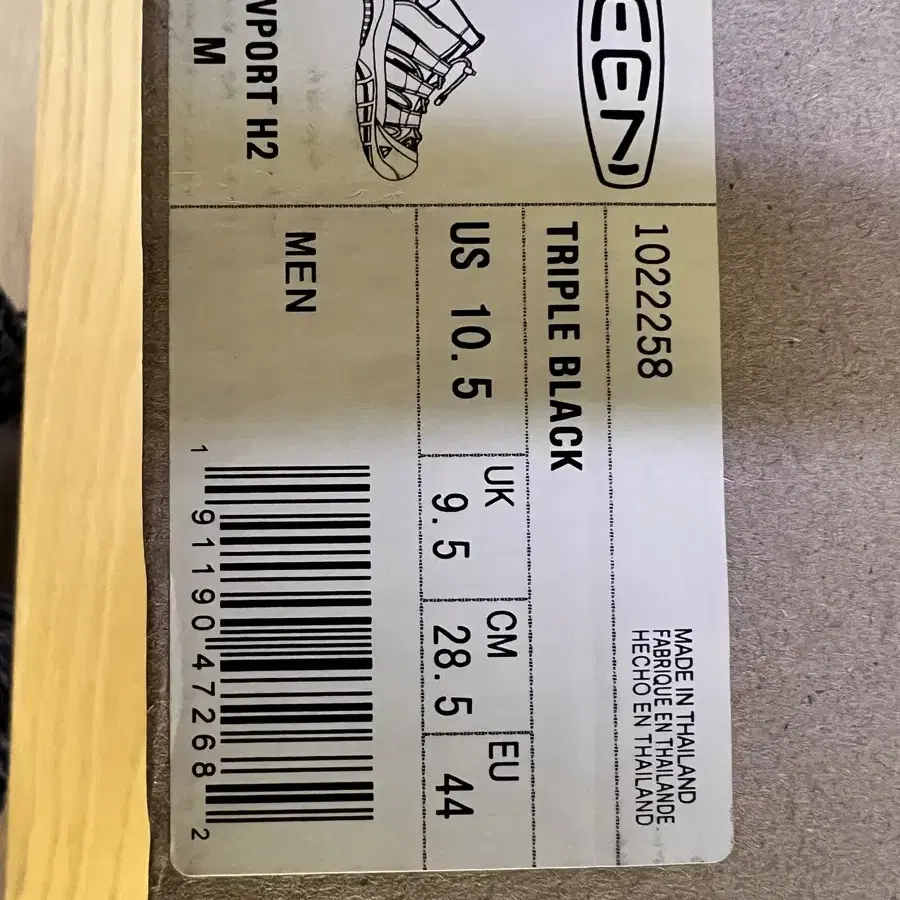 EEN
VPORT H2
M
1022258
MADE IN THAILAND
FABRIQUE EN THAILANDE
HECHO EN THAILAND
TRIPLE BLACK
US 10.5
UK 9.5
CM 28.5
EU 44
MEN
1 91190 47268 2